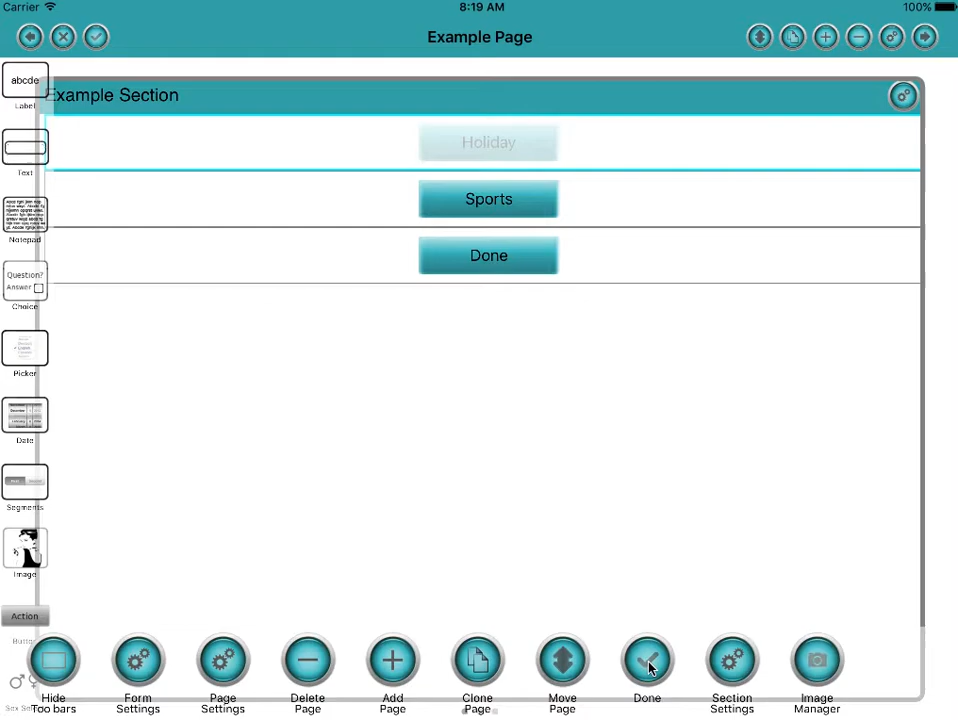 Carrier
8:19 AM
100%
Example Page
abcde
Label
Example Section
Holiday
Text
Sports
Notepad
Done
Question?
Answer
Choice
Picker
Date
Segments
Image
Action
Hide
Toolbars
Form
Settings
Page
Settings
Delete
Page
Add
Page
Clone
Page
Move
Page
Done
Section
Settings
Image
Manager